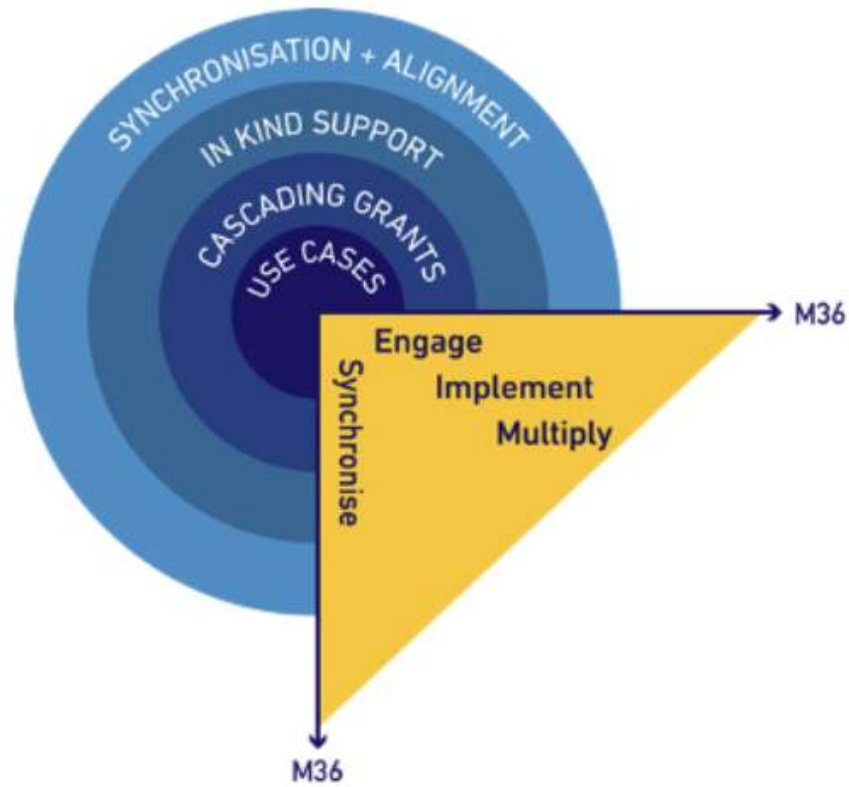 SYNCHRONISATION + ALIGNMENT
IN KIND SUPPORT
CASCADING GRANTS
USE CASES
M36
Engage
Implement
Multiply
Synchronise
M36